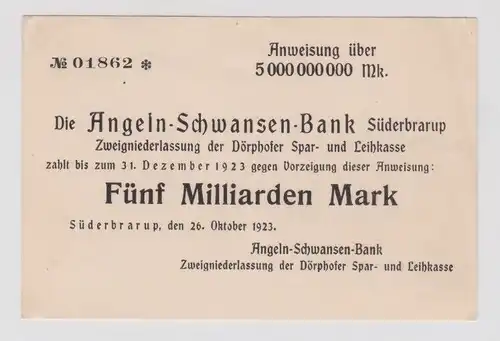 № 01862 *
Anweisung über
5 000 000 000 Mk.
Die Angeln-Schwansen-Bank Süderbrarup
Zweigniederlassung der Dörphofer Spar- und Leihkasse
zahlt bis zum 31. Dezember 1923 gegen Vorzeigung dieser Anweisung:
Fünf Milliarden Mark
Süderbrarup, den 26. Oktober 1923.
Angeln-Schwansen-Bank
Zweigniederlassung der Dörphofer Spar- und Leihkasse